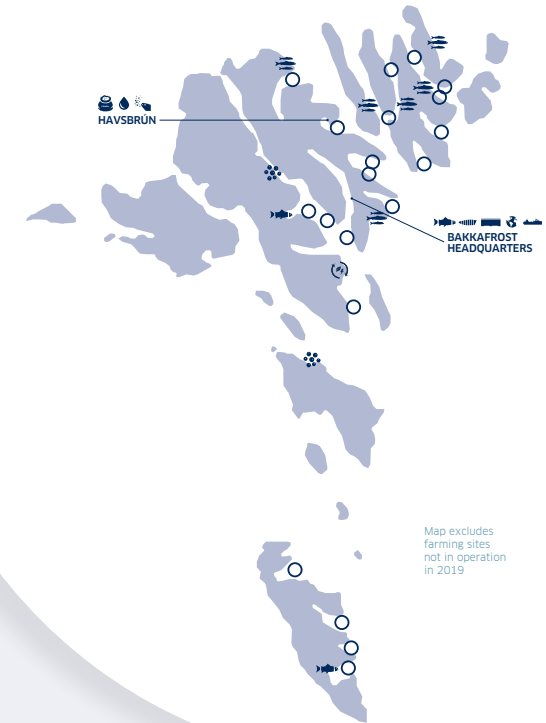 HAVSBRÚN
BAKKAFROST
HEADQUARTERS
Map excludes
farming sites
not in operation
in 2019